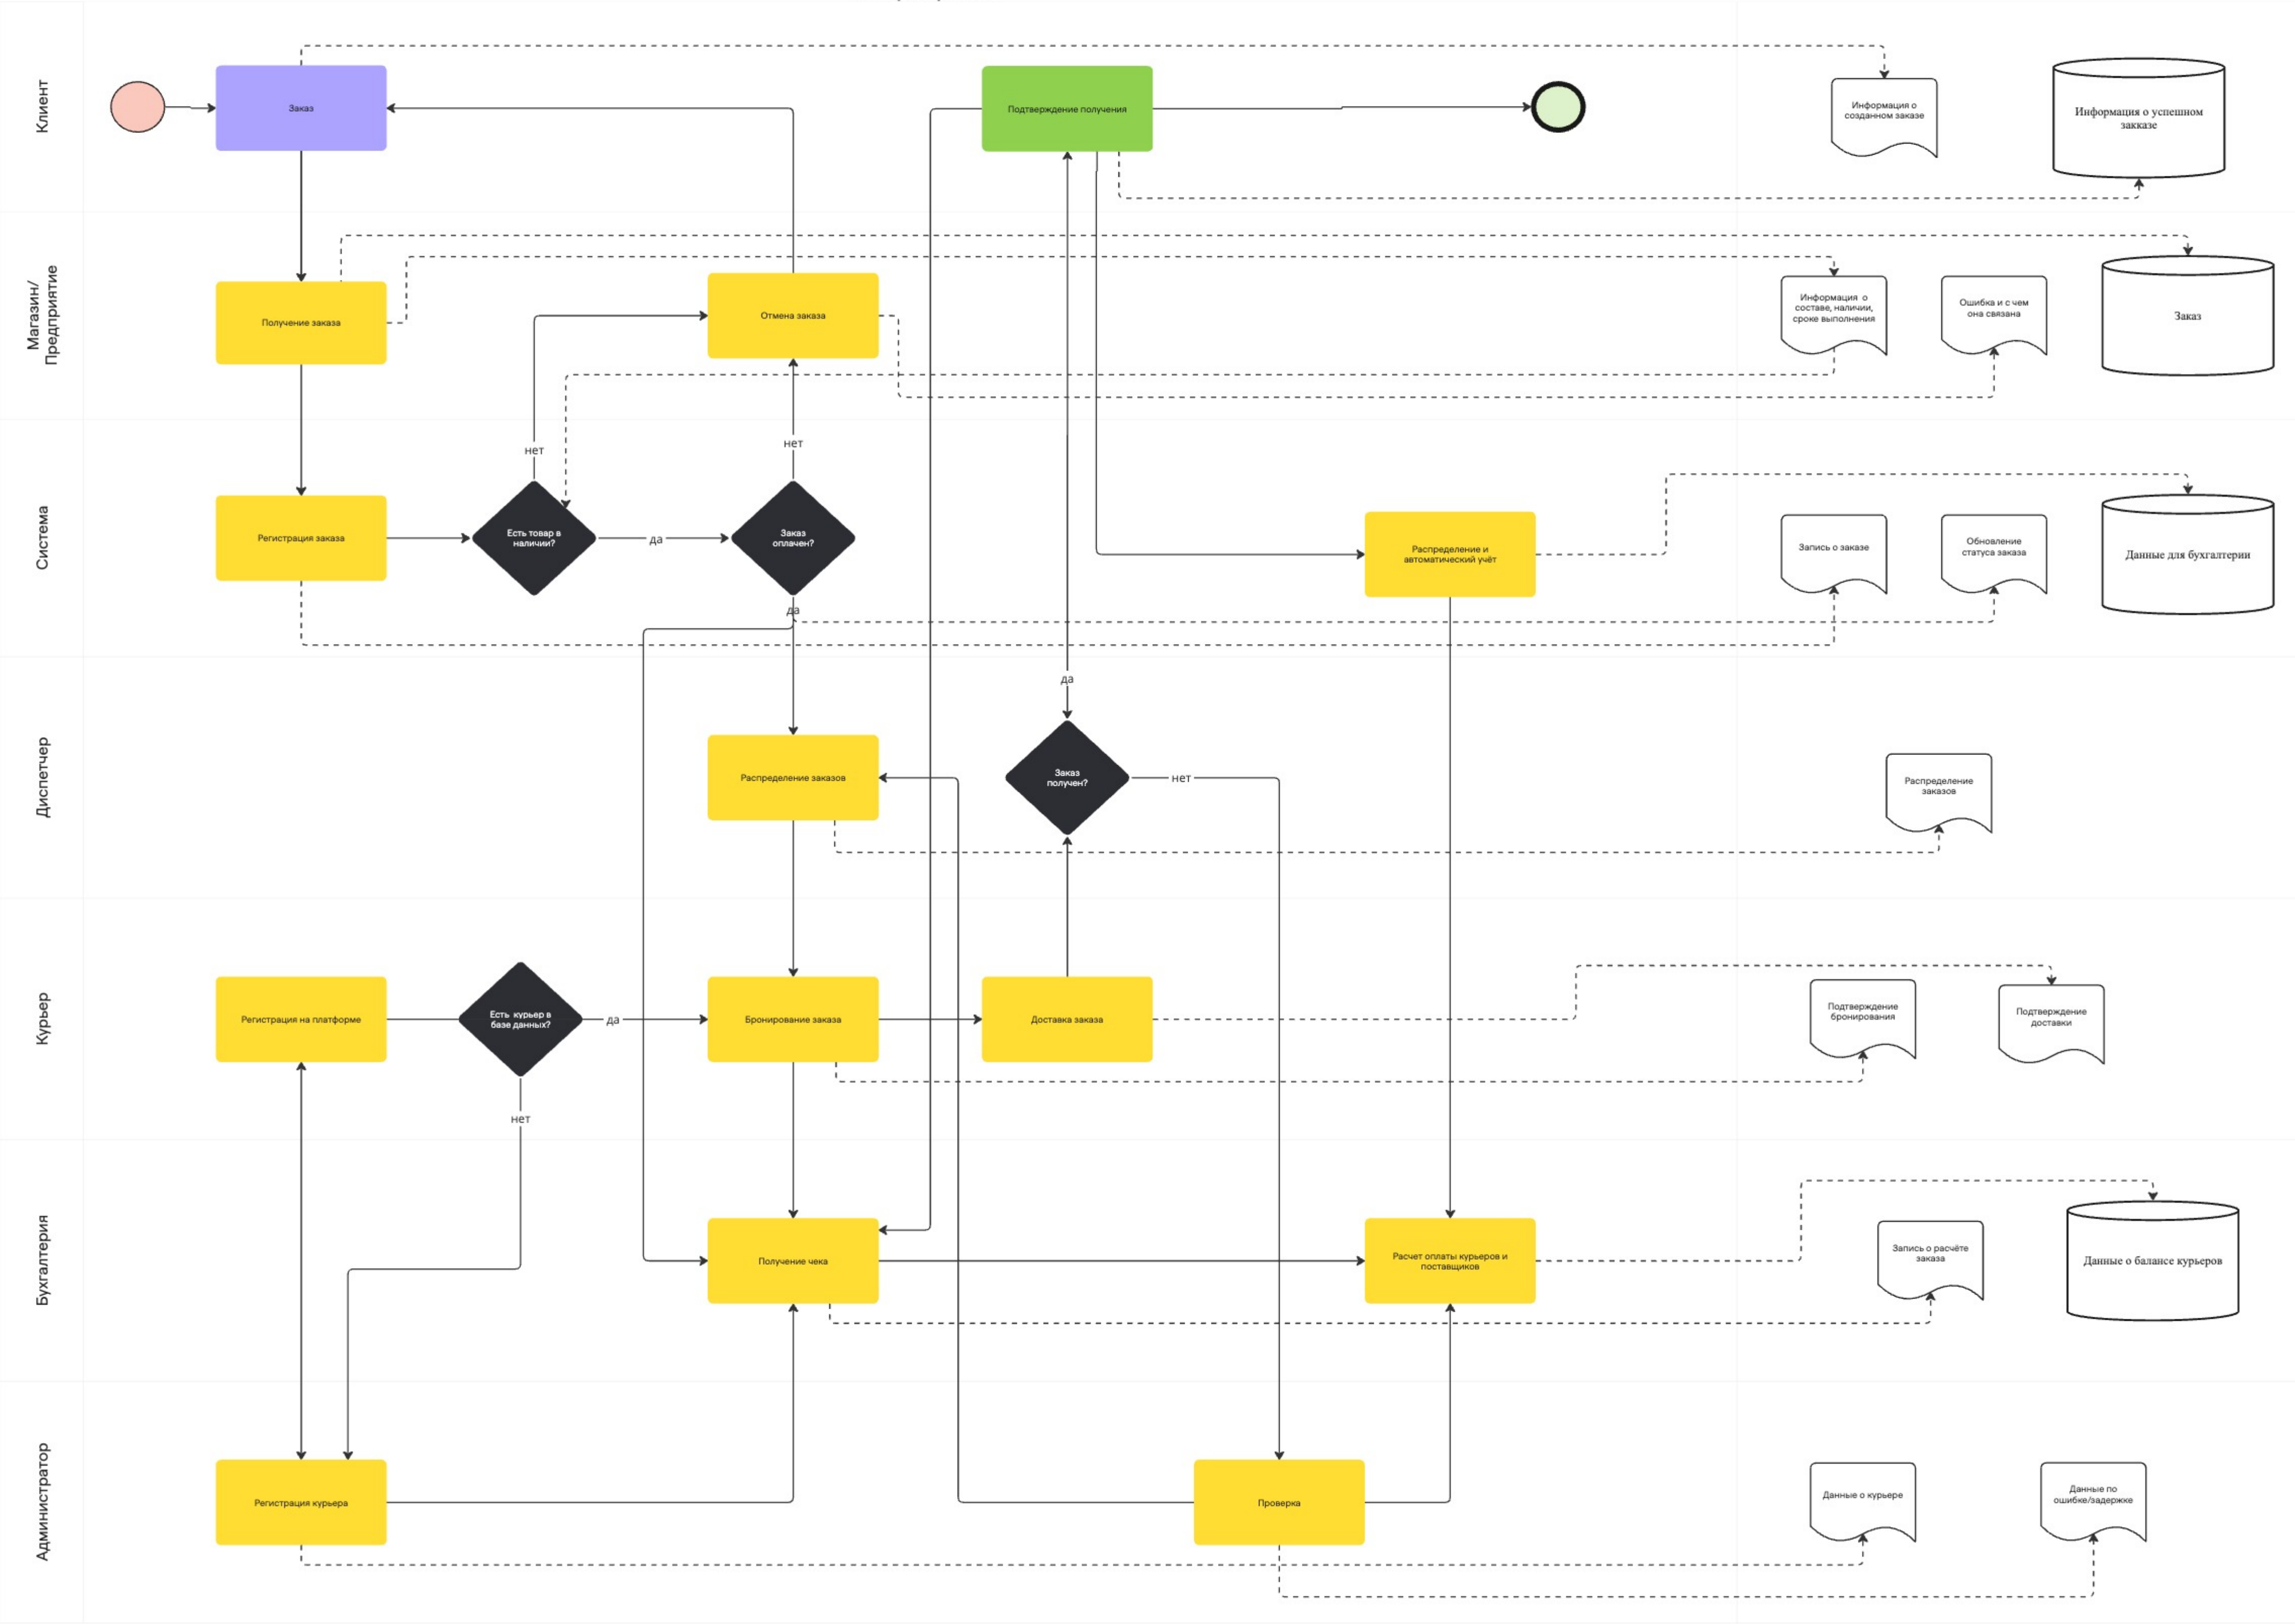 Клиент
Заказ
Подтверждение получения
Информация о
созданном заказе
Информация о успешном
закказе
Магазин/
Предприятие
Получение заказа
Отмена заказа
Информация о
составе, наличии,
сроке выполнения
Ошибка и с чем
она связана
Заказ
Система
нет
нет
Регистрация заказа
Есть товар в
наличии?
да
Заказ
оплачен?
да
Распределение и
автоматический учёт
Запись о заказе
Обновление
статуса заказа
Данные для бухгалтерии
Диспетчер
да
Распределение заказов
Заказ
получен?
нет
Распределение
заказов
Курьер
Регистрация на платформе
Есть курьер в
базе данных?
да
Бронирование заказа
Доставка заказа
Подтверждение
бронирования
Подтверждение
доставки
нет
Бухгалтерия
Получение чека
Расчет оплаты курьеров и
поставщиков
Запись о расчёте
заказа
Данные о балансе курьеров
Администратор
Регистрация курьера
Проверка
Данные о курьере
Данные по
ошибке/задержке